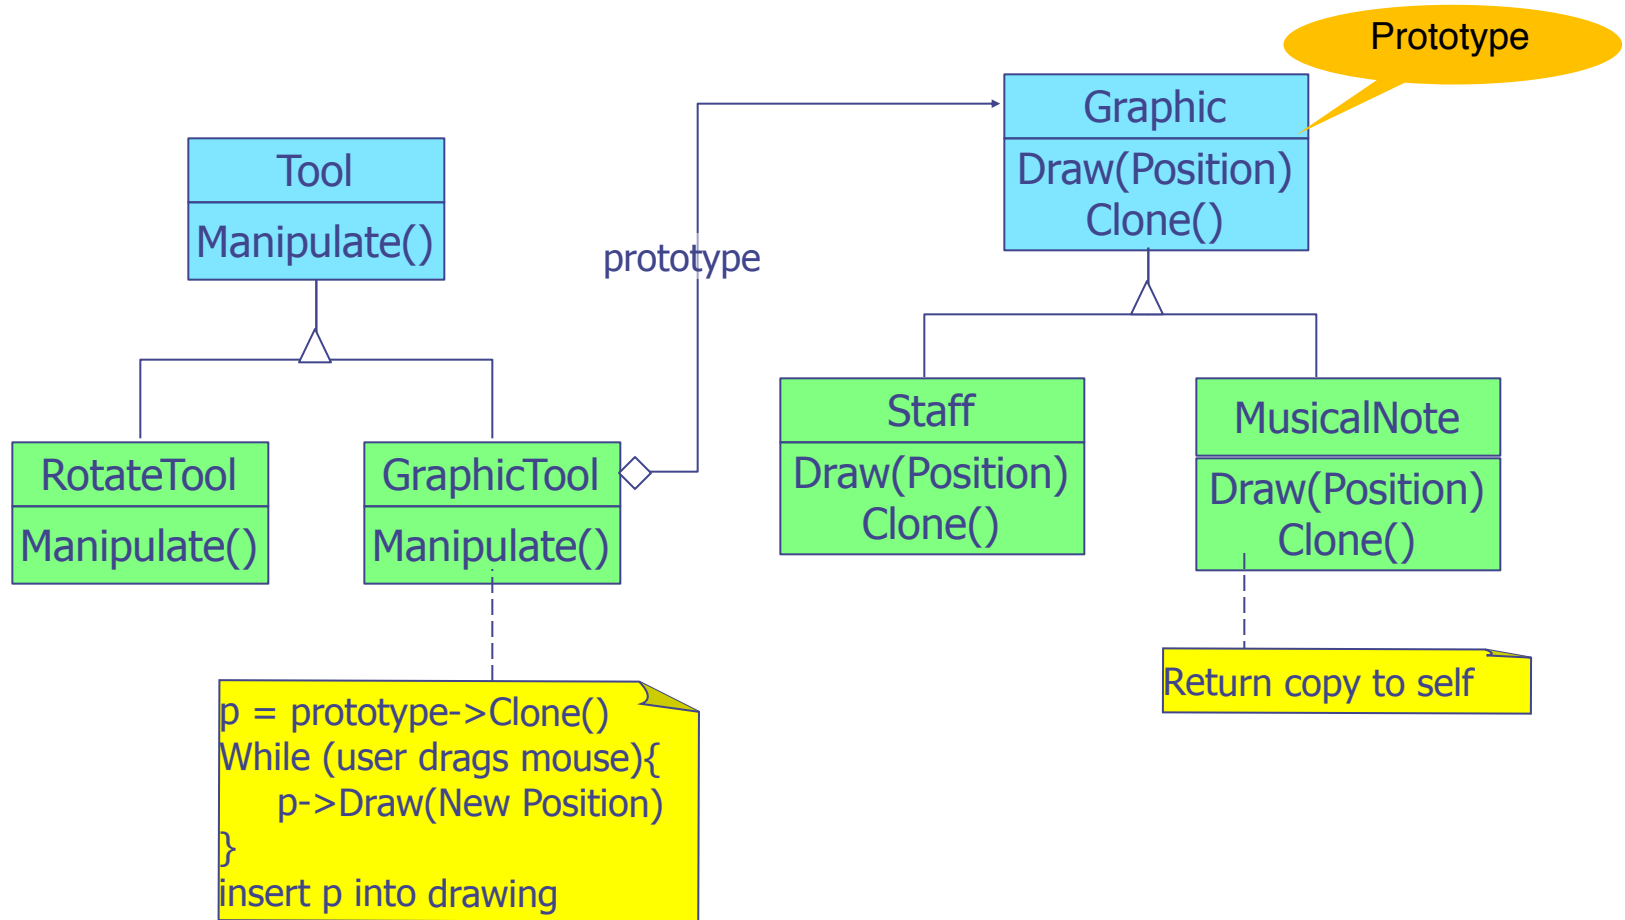 Prototype
Graphic
Draw(Position)
Clone()
Tool
Manipulate()
prototype
Staff
Draw(Position)
Clone()
MusicalNote
Draw(Position)
Clone()
RotateTool
Manipulate()
GraphicTool
Manipulate()
Return copy to self
p = prototype->Clone()
While (user drags mouse){
p->Draw(New Position)
}
insert p into drawing